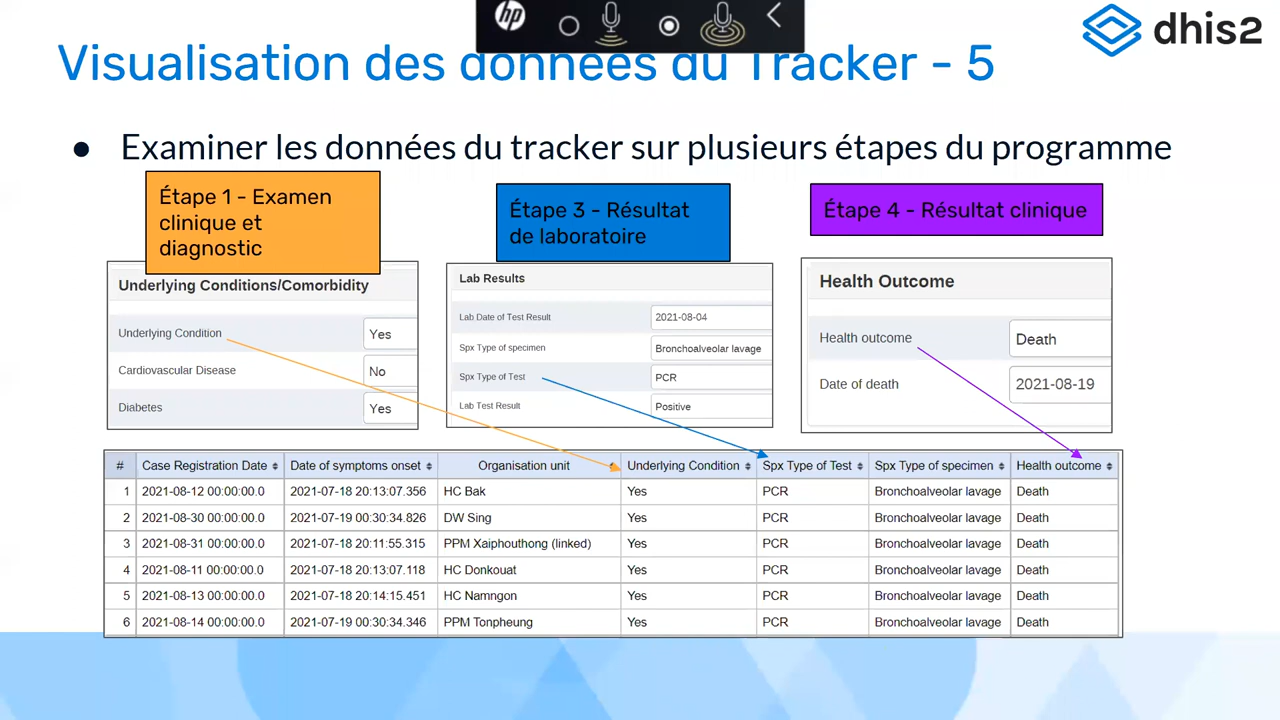 hp
dhis2
Visualisation des données du Tracker - 5
● Examiner les données du tracker sur plusieurs étapes du programme
Étape 1 - Examen
clinique et
diagnostic
Étape 3 - Résultat
de laboratoire
Étape 4 - Résultat clinique
Underlying Conditions/Comorbidity
Underlying Condition Yes
Cardiovascular Disease No
Diabetes Yes
Lab Results
Lab Date of Test Result 2021-08-04
Spx Type of specimen Bronchoalveolar lavage
Spx Type of Test PCR
Lab Test Result Positive
Health Outcome
Health outcome Death
Date of death 2021-08-19
# Case Registration Date Date of symptoms onset Organisation unit Underlying Condition Spx Type of Test Spx Type of specimen Health outcome
1 2021-08-12 00:00:00.0 2021-07-18 20:13:07.356 HC Bak Yes PCR Bronchoalveolar lavage Death
2 2021-08-30 00:00:00.0 2021-07-19 00:30:34.826 DW Sing Yes PCR Bronchoalveolar lavage Death
3 2021-08-31 00:00:00.0 2021-07-18 20:11:55.315 PPM Xaiphouthong (linked) Yes PCR Bronchoalveolar lavage Death
4 2021-08-11 00:00:00.0 2021-07-18 20:13:07.118 HC Donkouat Yes PCR Bronchoalveolar lavage Death
5 2021-08-13 00:00:00.0 2021-07-18 20:14:15.451 HC Namngon Yes PCR Bronchoalveolar lavage Death
6 2021-08-14 00:00:00.0 2021-07-19 00:30:34.346 PPM Tonpheung Yes PCR Bronchoalveolar lavage Death